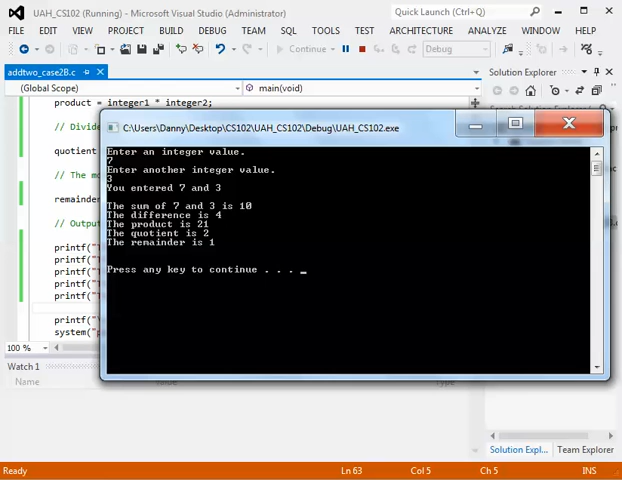 UAH_CS102 (Running) - Microsoft Visual Studio (Administrator)
Quick Launch (Ctrl+Q)
FILE EDIT VIEW PROJECT BUILD DEBUG TEAM SQL TOOLS TEST ARCHITECTURE ANALYZE WINDOW HELP
Continue Debug
addtwo_case2B.c
Solution Explorer
(Global Scope) main(void)
product = integer1 * integer2;
// Divide
quotient
// The mo
remainder
// Output
printf("T
printf("T
printf("T
printf("T
printf("T
printf("\
system("p
C:\Users\Danny\Desktop\CS102\UAH_CS102\Debug\UAH_CS102.exe
Enter an integer value.
7
Enter another integer value.
3
You entered 7 and 3
The sum of 7 and 3 is 10
The difference is 4
The product is 21
The quotient is 2
The remainder is 1
Press any key to continue . . . _
100 %
Watch 1
Name Value Type
Solution Expl... Team Explorer
Ready Ln 63 Col 5 Ch 5 INS